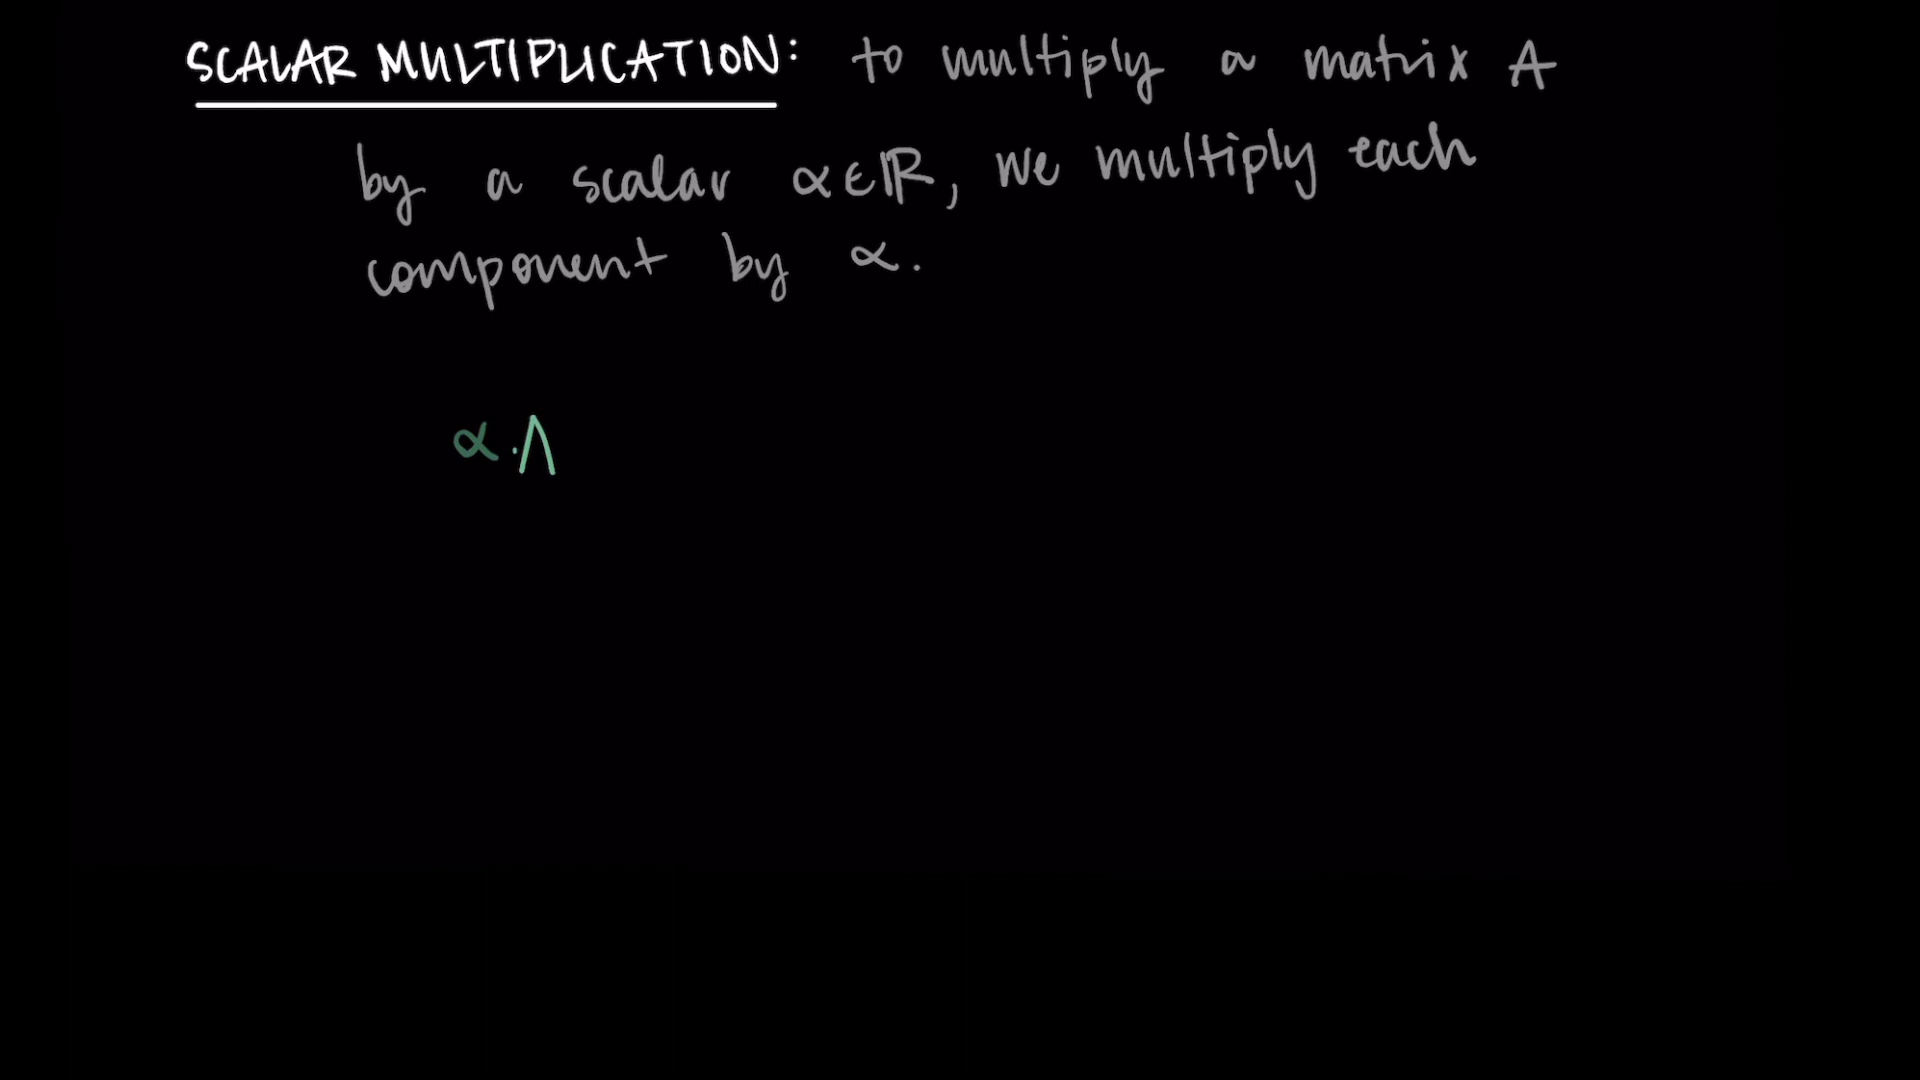 SCALAR MULTIPLICATION: to multiply a matrix A
by a scalar α∈ℝ, we multiply each
component by α.
α·Λ